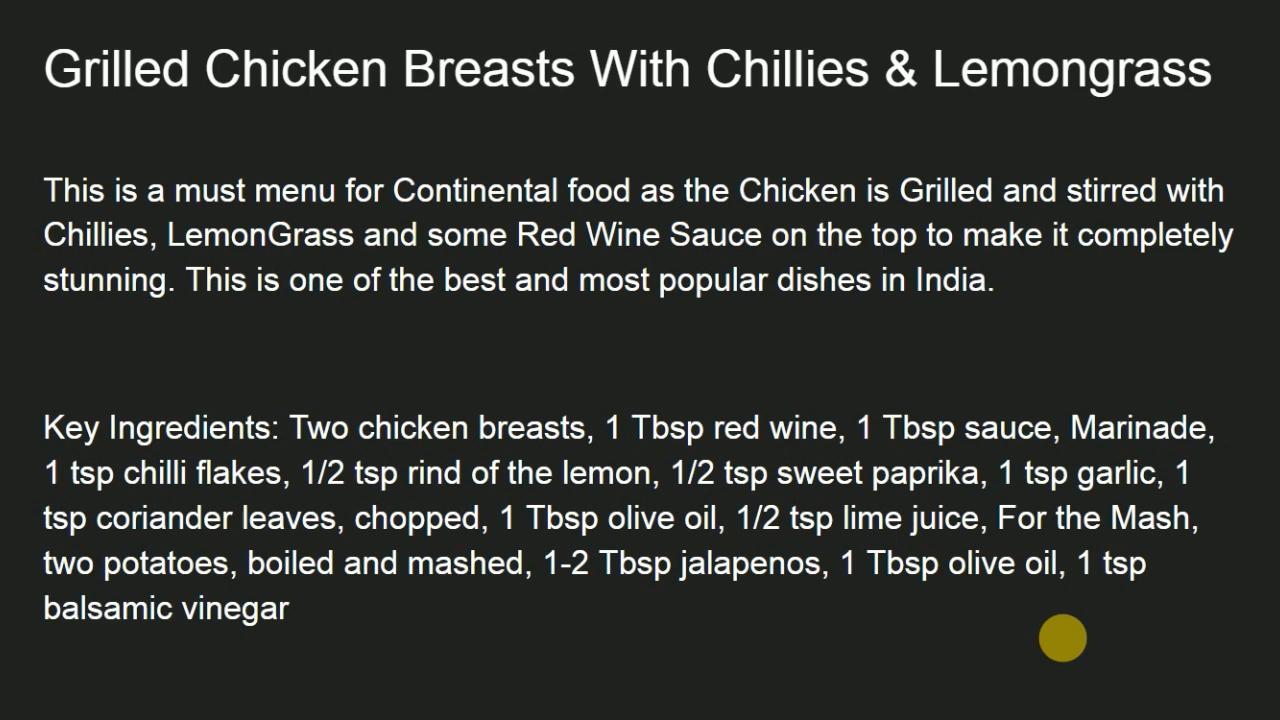 Grilled Chicken Breasts With Chillies & Lemongrass
This is a must menu for Continental food as the Chicken is Grilled and stirred with
Chillies, LemonGrass and some Red Wine Sauce on the top to make it completely
stunning. This is one of the best and most popular dishes in India.
Key Ingredients: Two chicken breasts, 1 Tbsp red wine, 1 Tbsp sauce, Marinade,
1 tsp chilli flakes, 1/2 tsp rind of the lemon, 1/2 tsp sweet paprika, 1 tsp garlic, 1
tsp coriander leaves, chopped, 1 Tbsp olive oil, 1/2 tsp lime juice, For the Mash,
two potatoes, boiled and mashed, 1-2 Tbsp jalapenos, 1 Tbsp olive oil, 1 tsp
balsamic vinegar